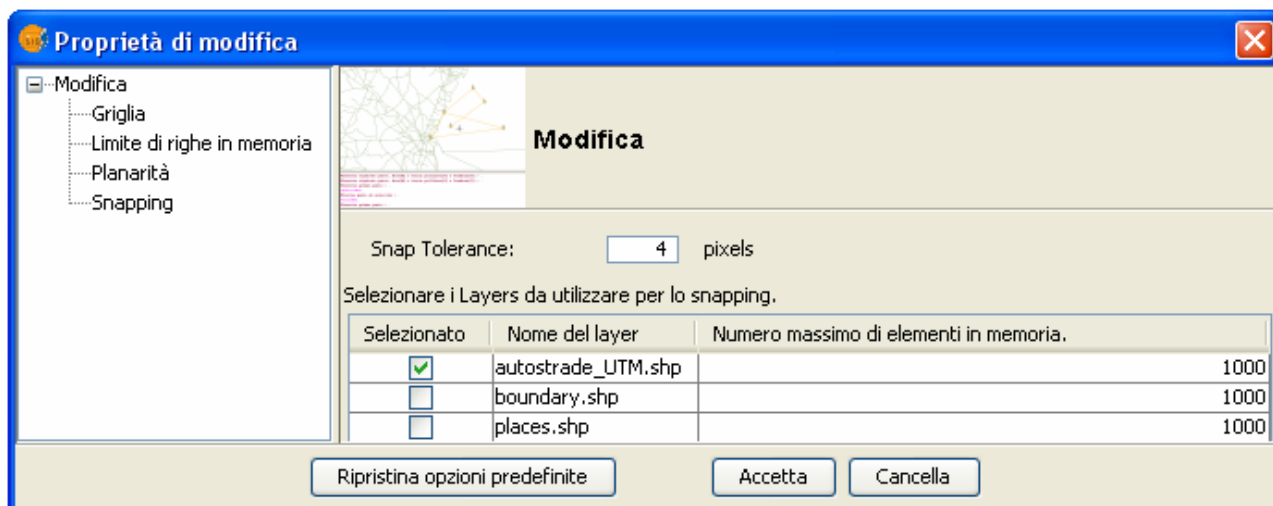 Proprietà di modifica
Modifica
Griglia
Limite di righe in memoria
Planarità
Snapping
Modifica
Snap Tolerance: 4 pixels
Selezionare i Layers da utilizzare per lo snapping.
Selezionato Nome del layer Numero massimo di elementi in memoria.
autostrade_UTM.shp 1000
boundary.shp 1000
places.shp 1000
Ripristina opzioni predefinite Accetta Cancella